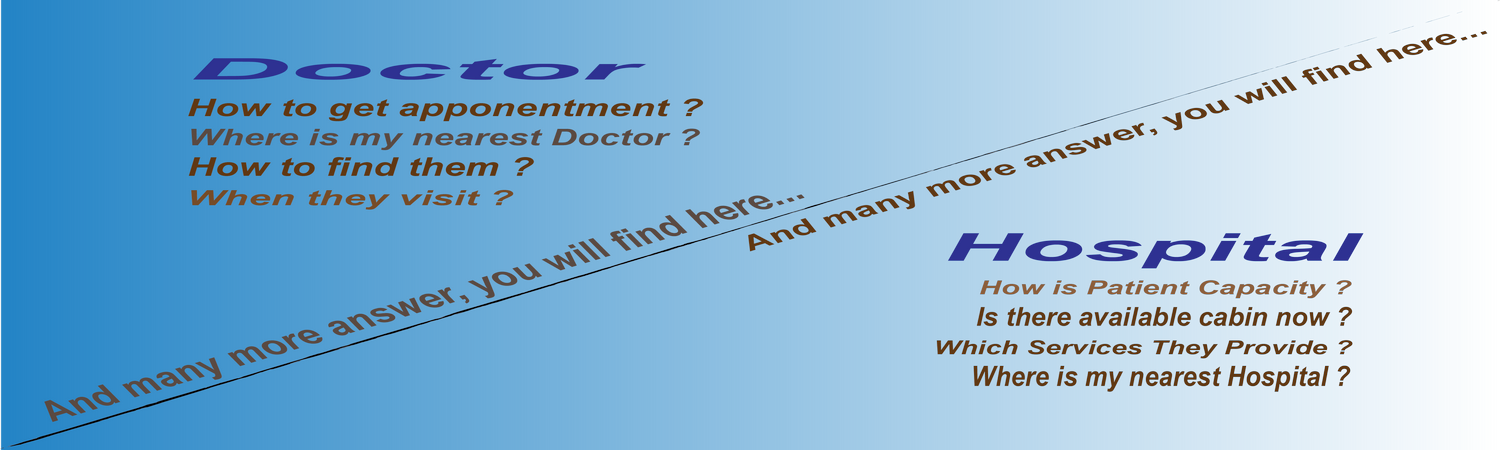 Doctor
How to get apponentment ?
Where is my nearest Doctor ?
How to find them ?
When they visit ?
And many more answer, you will find here...
And many more answer, you will find here...
Hospital
How is Patient Capacity ?
Is there available cabin now ?
Which Services They Provide ?
Where is my nearest Hospital ?